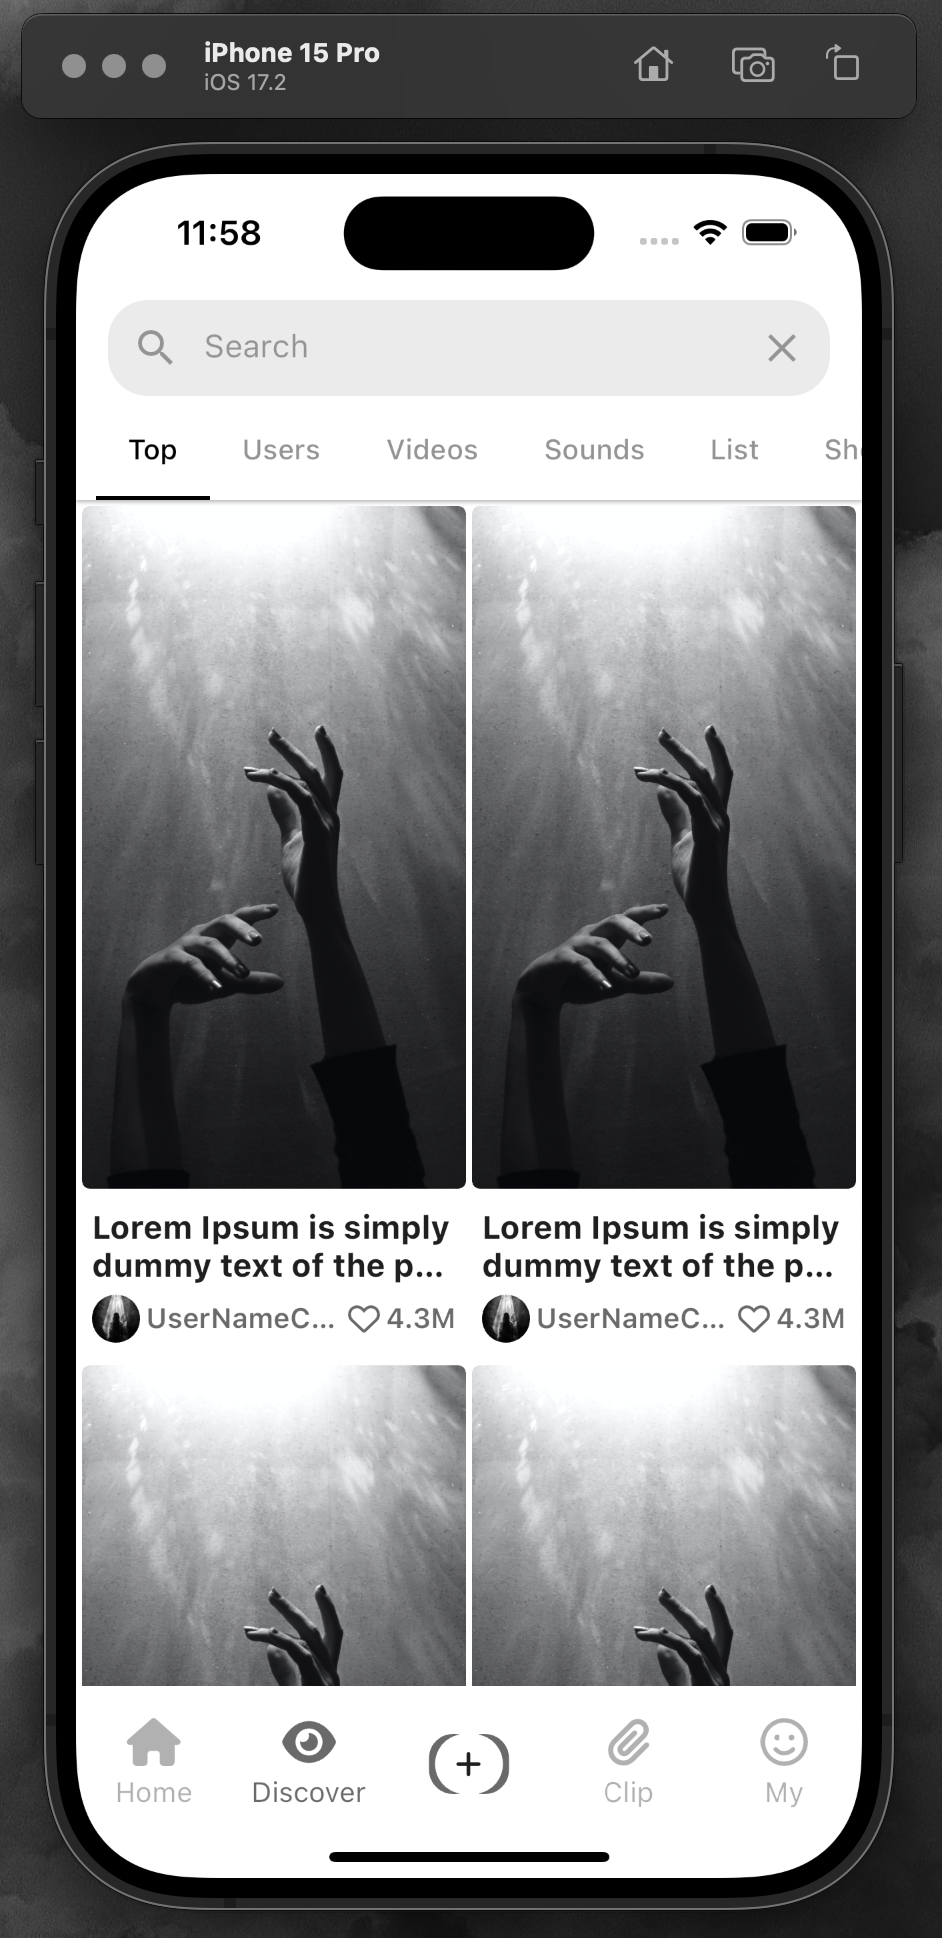 iPhone 15 Pro
iOS 17.2
11:58
Search
Top Users Videos Sounds List Sh
Lorem Ipsum is simply
dummy text of the p...
UserNameC... 4.3M
Lorem Ipsum is simply
dummy text of the p...
UserNameC... 4.3M
Home Discover Clip My